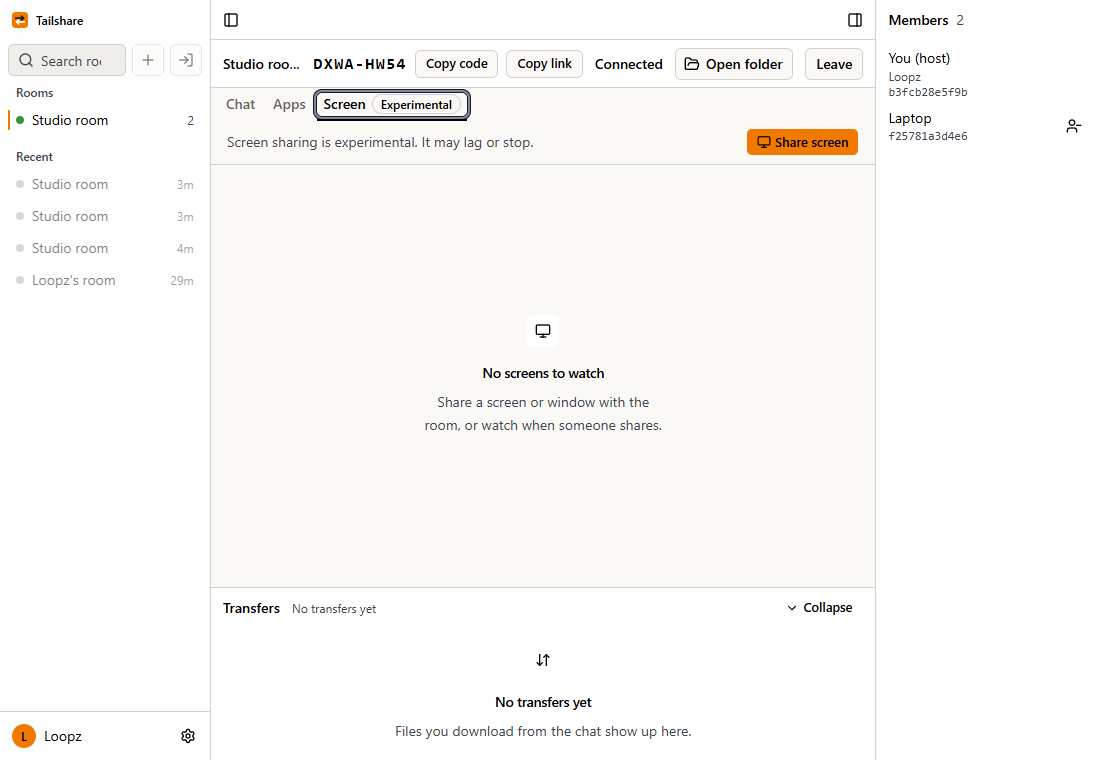 Tailshare
Search ro
Rooms
Studio room 2
Recent
Studio room 3m
Studio room 3m
Studio room 4m
Loopz's room 29m
L Loopz
Studio roo... DXWA-HW54 Copy code Copy link Connected Open folder Leave
Chat Apps Screen Experimental
Screen sharing is experimental. It may lag or stop. Share screen
No screens to watch
Share a screen or window with the
room, or watch when someone shares.
Transfers No transfers yet Collapse
No transfers yet
Files you download from the chat show up here.
Members 2
You (host)
Loopz
b3fcb28e5f9b
Laptop
f25781a3d4e6